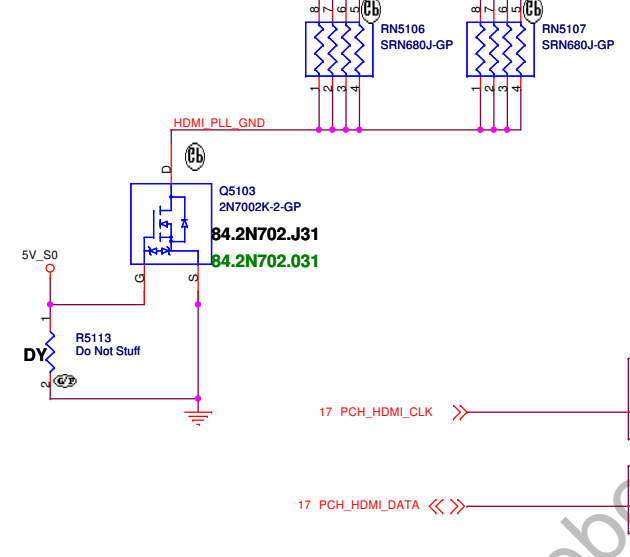 8 7 6 5
8 7 6 5
RN5106
SRN680J-GP
RN5107
SRN680J-GP
1 2 3 4
1 2 3 4
HDMI_PLL_GND
D
Q5103
2N7002K-2-GP
84.2N702.J31
84.2N702.031
5V_S0
G
S
1
R5113
DY
Do Not Stuff
2
G/P
17 PCH_HDMI_CLK
17 PCH_HDMI_DATA